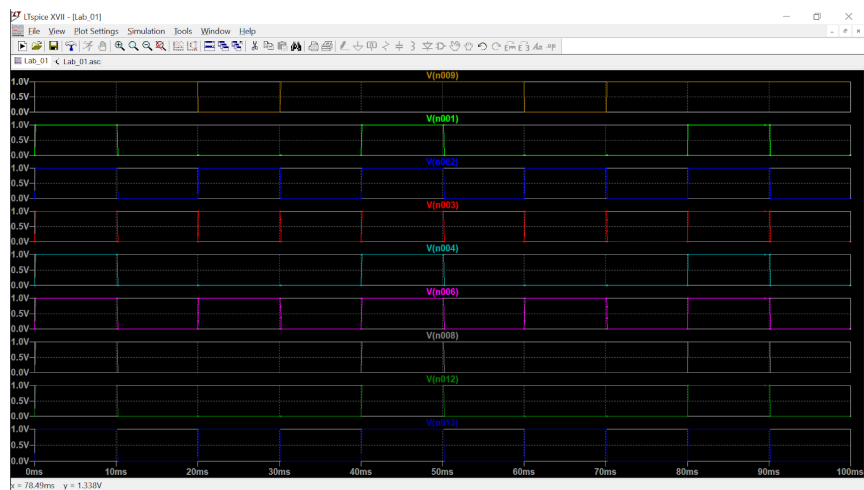 LTspice XVII - [Lab_01]
File View Plot Settings Simulation Tools Window Help
Lab_01 Lab_01.asc
V(n009)
1.0V
0.5V
0.0V
V(n001)
1.0V
0.5V
0.0V
V(n002)
1.0V
0.5V
0.0V
V(n003)
1.0V
0.5V
0.0V
V(n004)
1.0V
0.5V
0.0V
V(n006)
1.0V
0.5V
0.0V
V(n008)
1.0V
0.5V
0.0V
V(n012)
1.0V
0.5V
0.0V
1.0V
0.5V
0.0V
0ms 10ms 20ms 30ms 40ms 50ms 60ms 70ms 80ms 90ms 100ms
x = 78.49ms y = 1.338V